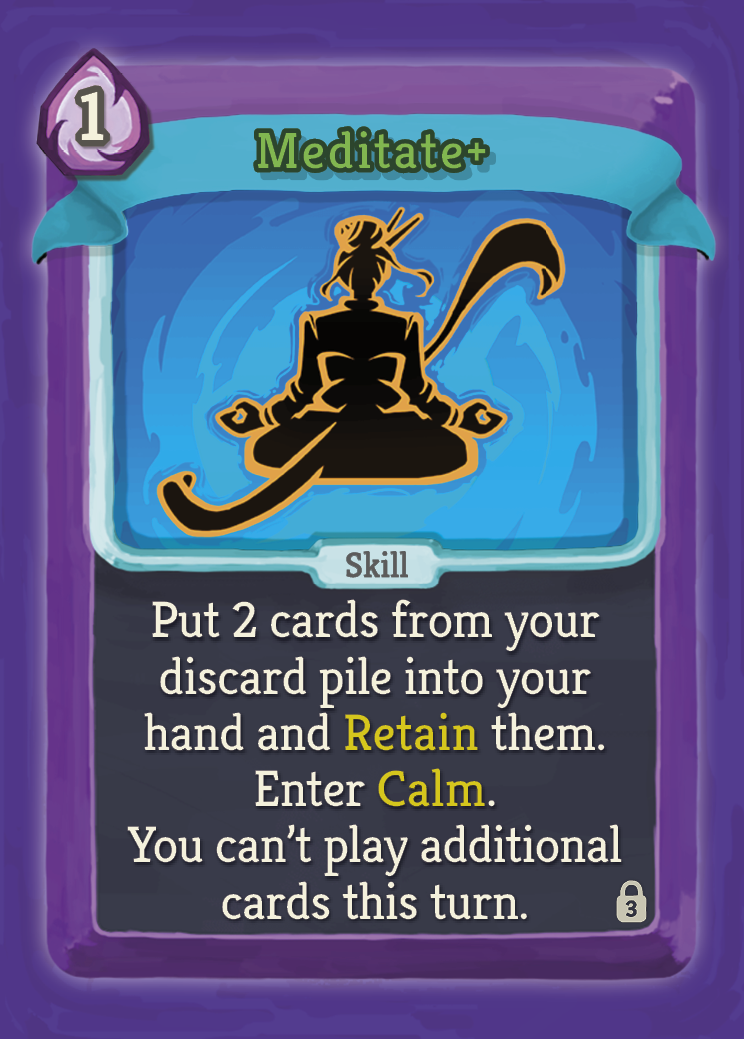 1
Meditate+
Skill
Put 2 cards from your
discard pile into your
hand and Retain them.
Enter Calm.
You can't play additional
cards this turn.
3